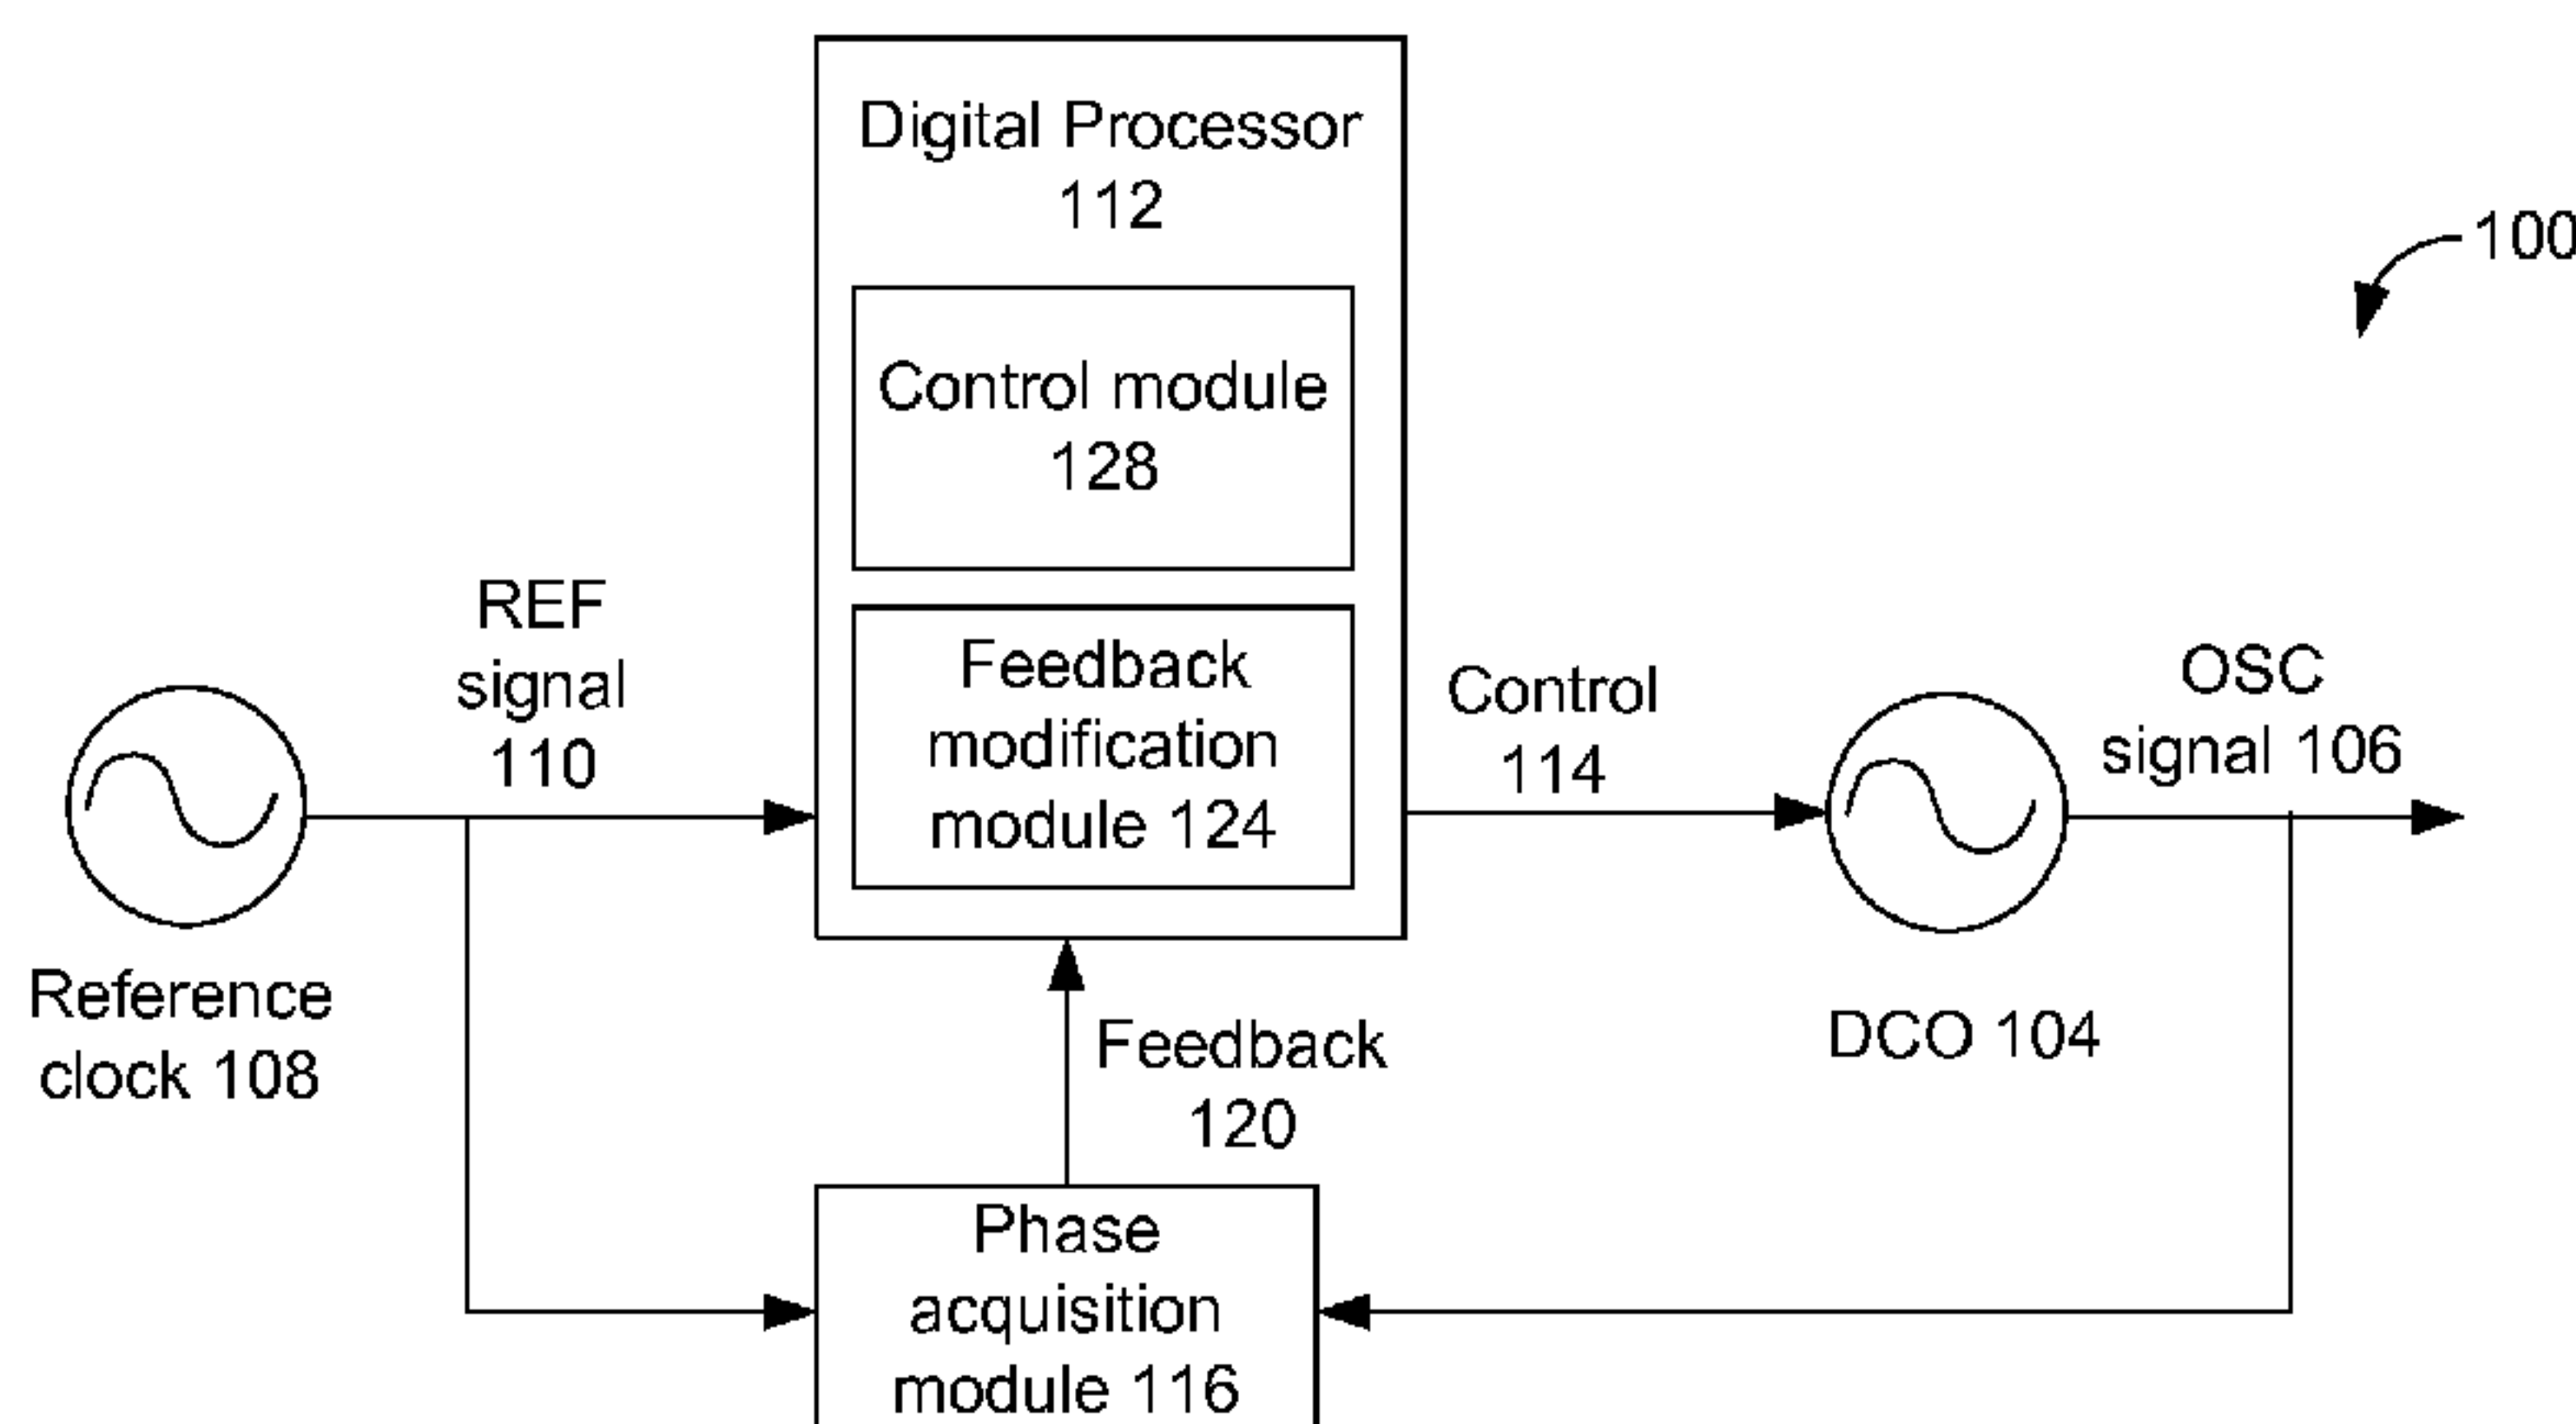 Digital Processor
112
100
Control module
128
REF
signal
110
Feedback
modification
module 124
Control
114
OSC
signal 106
Reference
clock 108
DCO 104
Feedback
120
Phase
acquisition
module 116